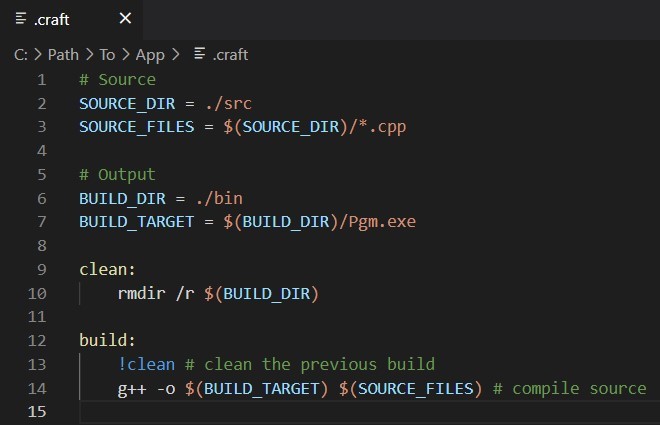 .craft ×
C: > Path > To > App > .craft
1 # Source
2 SOURCE_DIR = ./src
3 SOURCE_FILES = $(SOURCE_DIR)/*.cpp
4
5 # Output
6 BUILD_DIR = ./bin
7 BUILD_TARGET = $(BUILD_DIR)/Pgm.exe
8
9 clean:
10     rmdir /r $(BUILD_DIR)
11
12 build:
13     !clean # clean the previous build
14     g++ -o $(BUILD_TARGET) $(SOURCE_FILES) # compile source
15